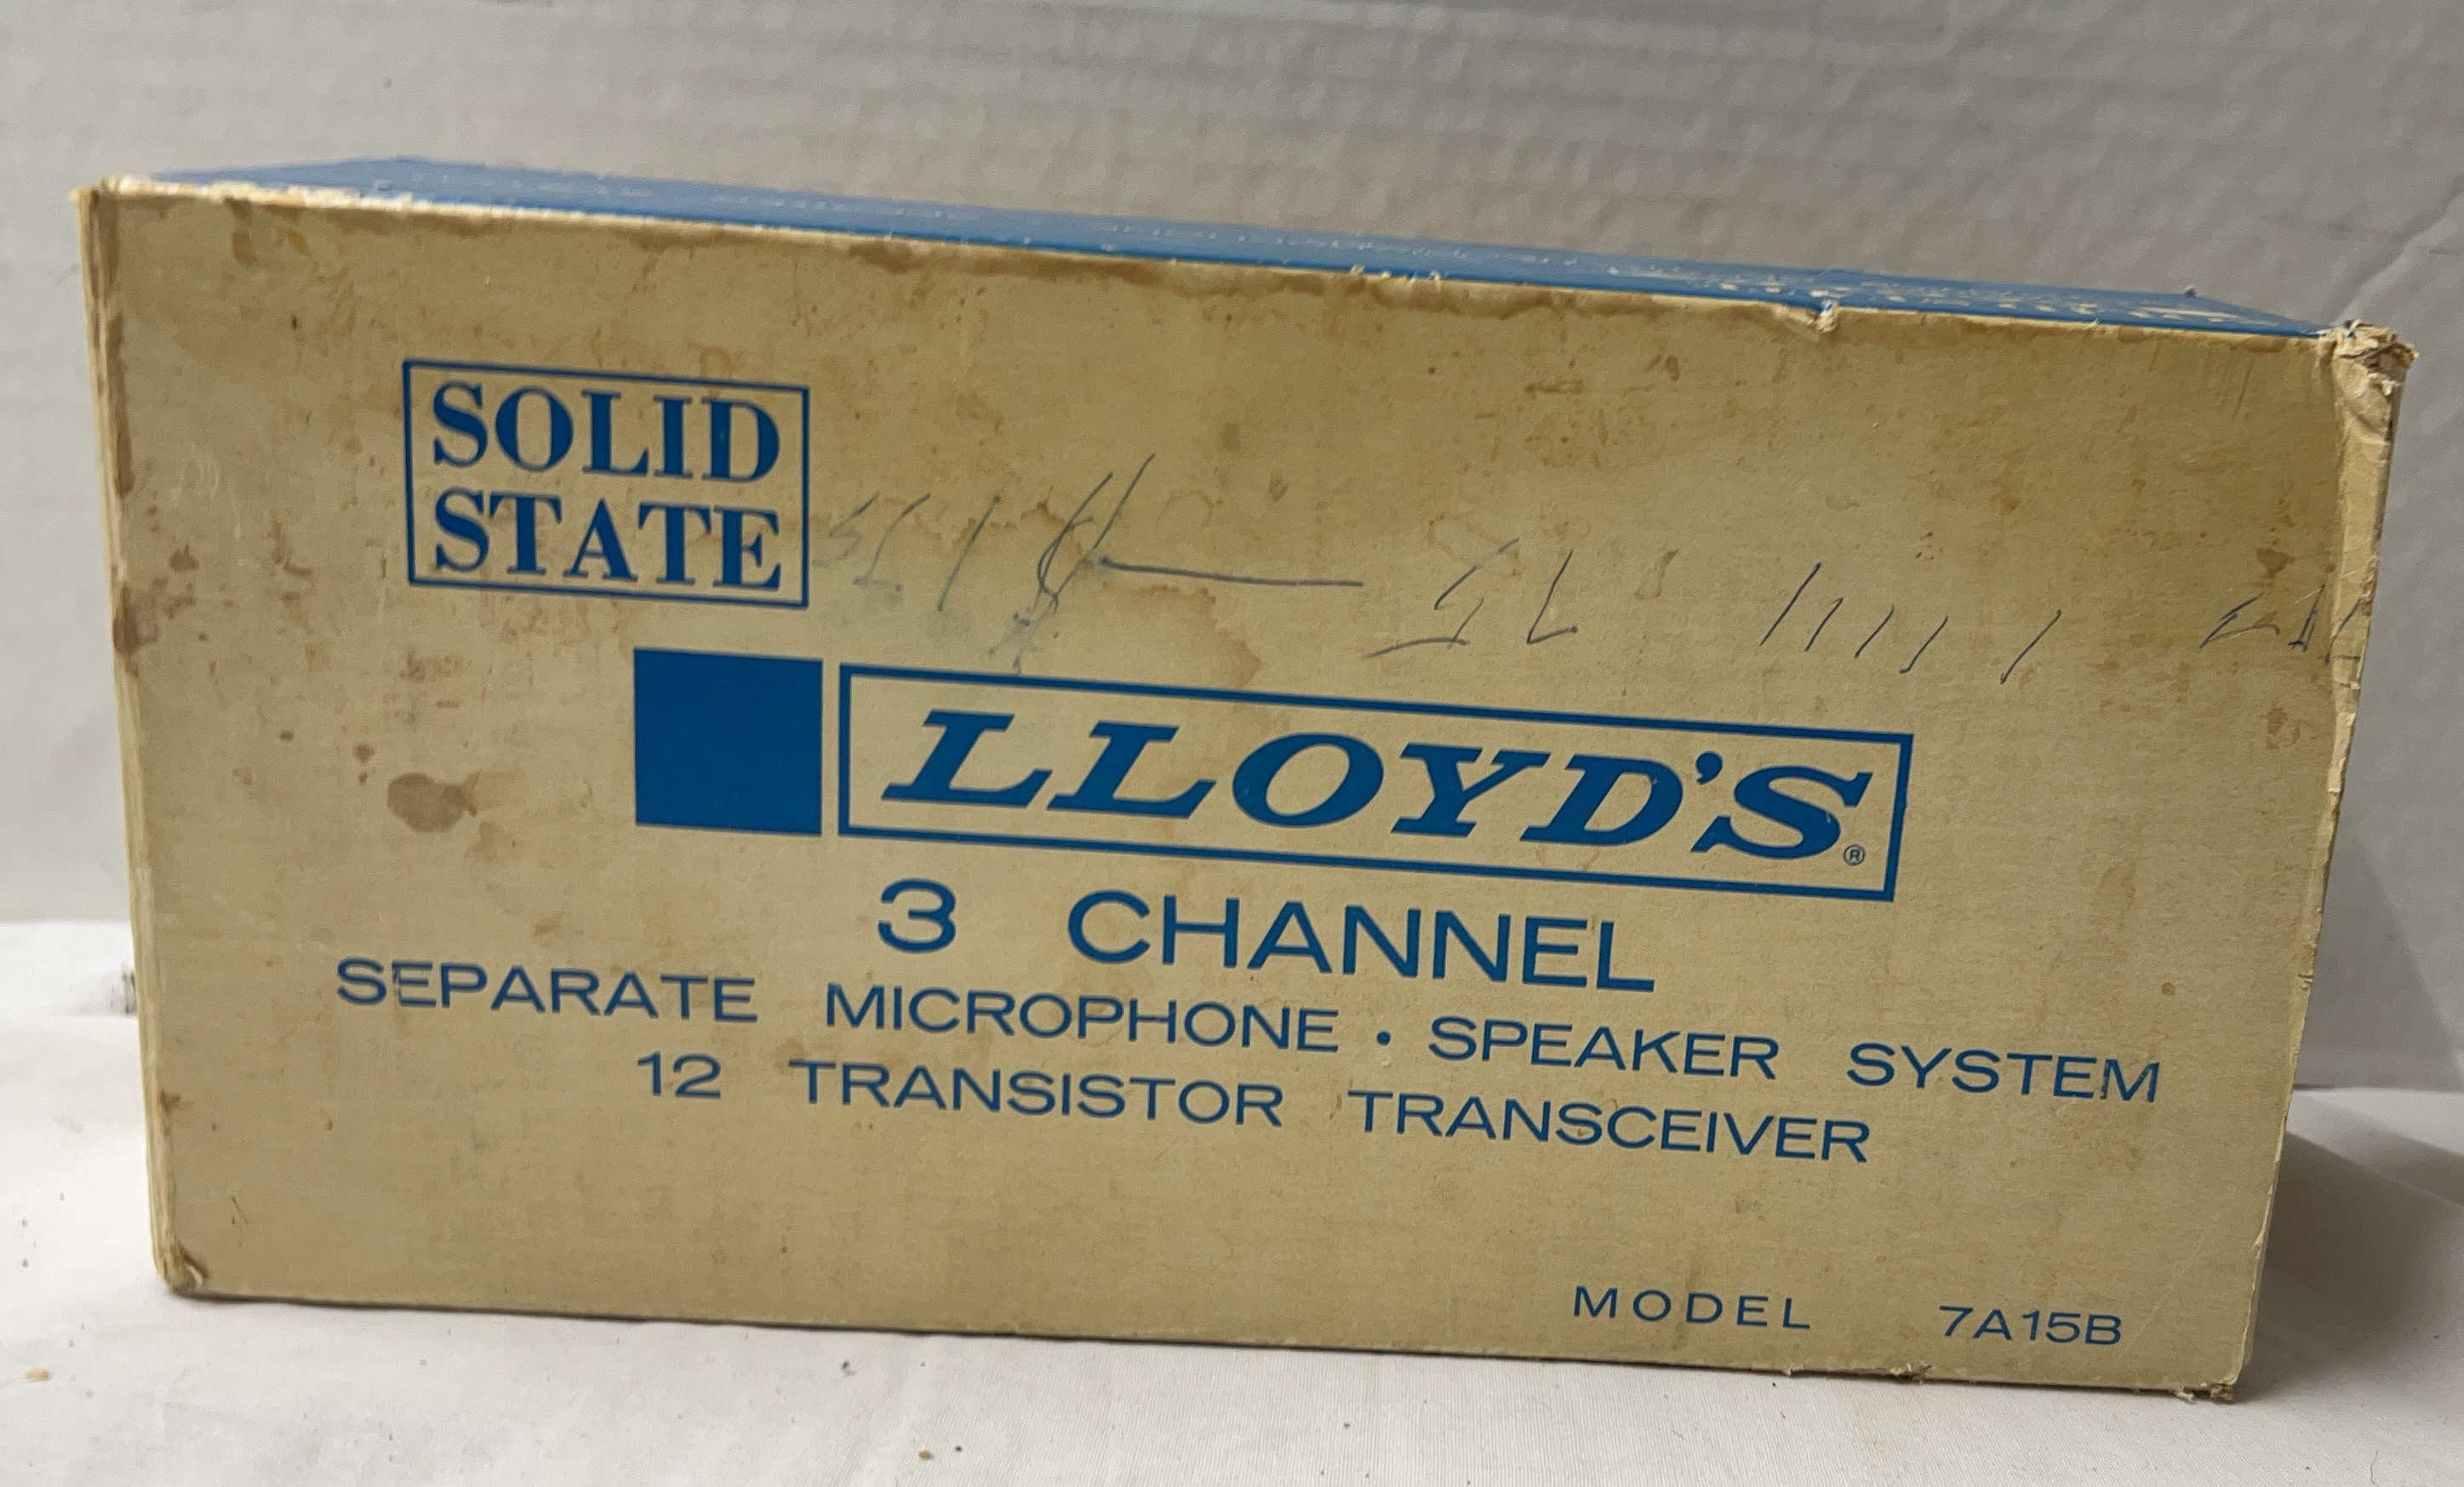 SOLID
STATE
LLOYD'S®
3 CHANNEL
SEPARATE MICROPHONE • SPEAKER SYSTEM
12 TRANSISTOR TRANSCEIVER
MODEL 7A15B